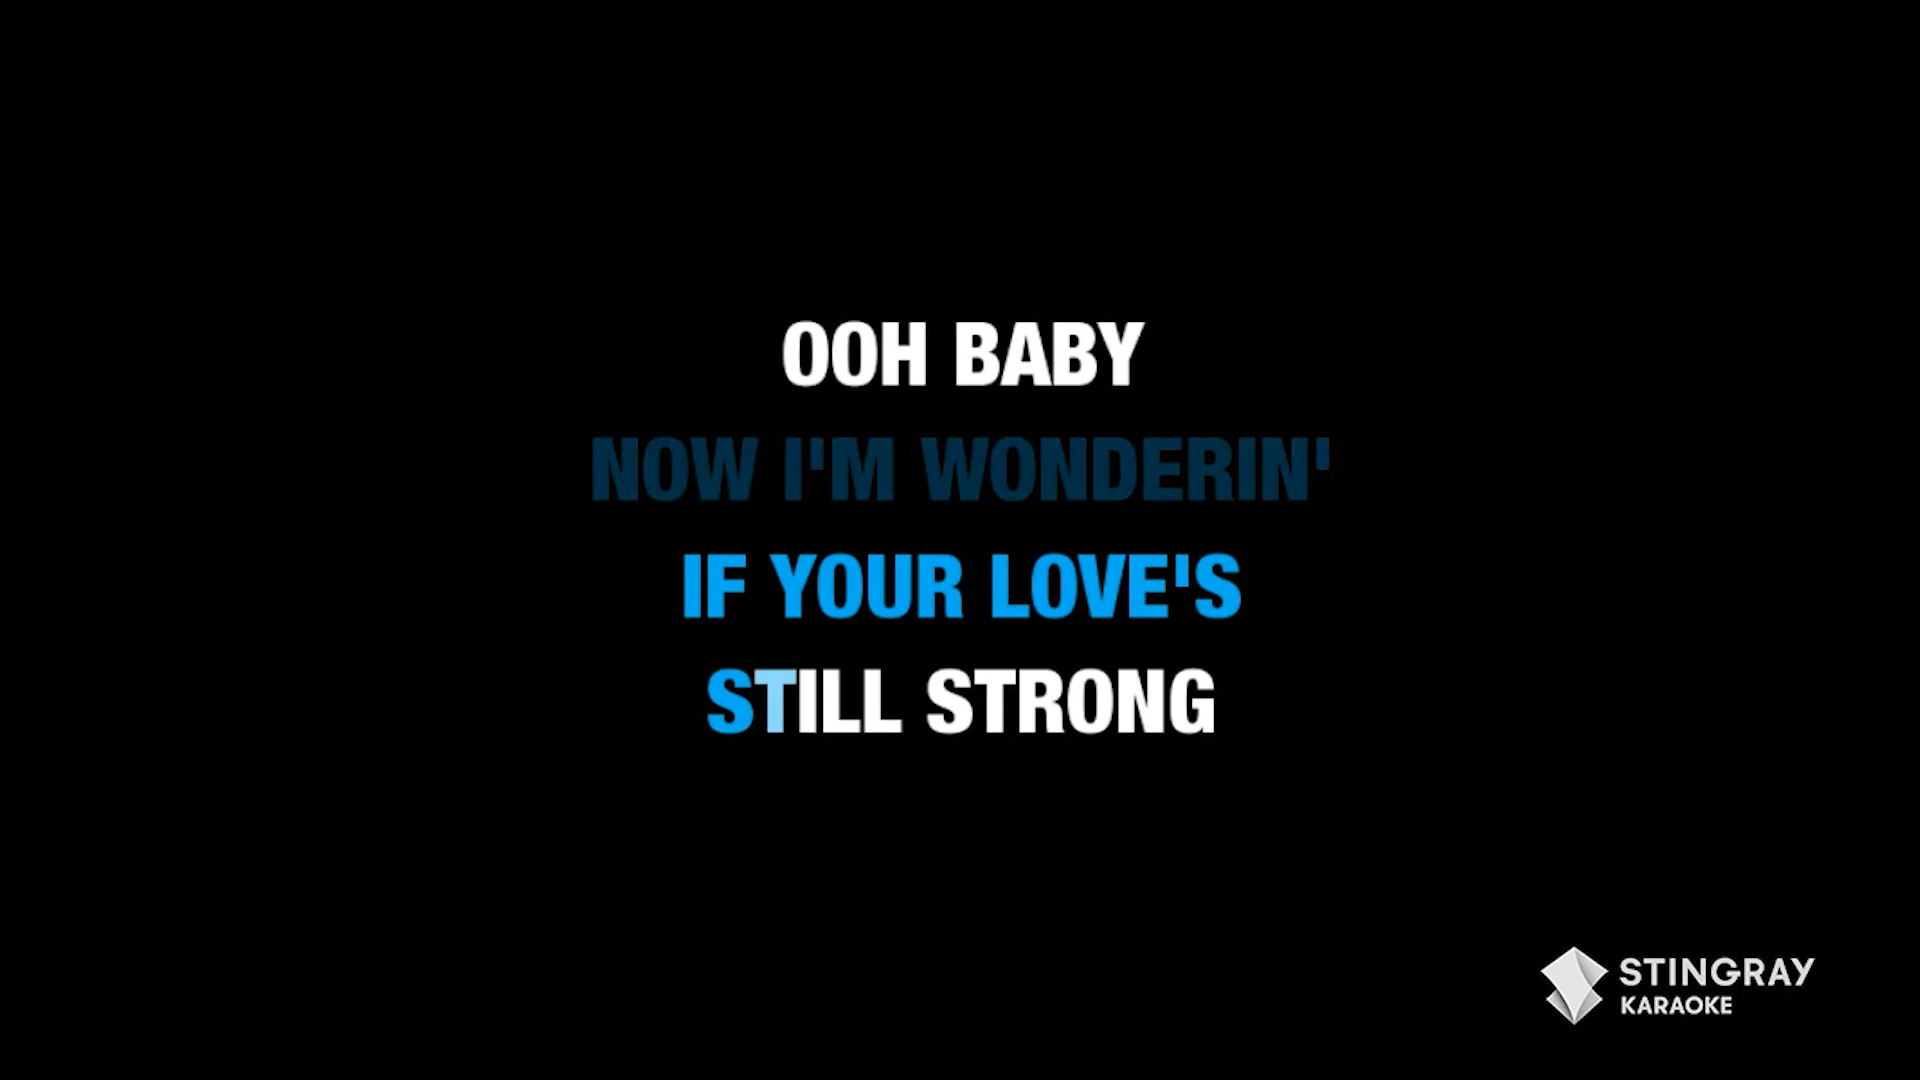 OOH BABY
NOW I'M WONDERIN'
IF YOUR LOVE'S
STILL STRONG
STINGRAY
KARAOKE